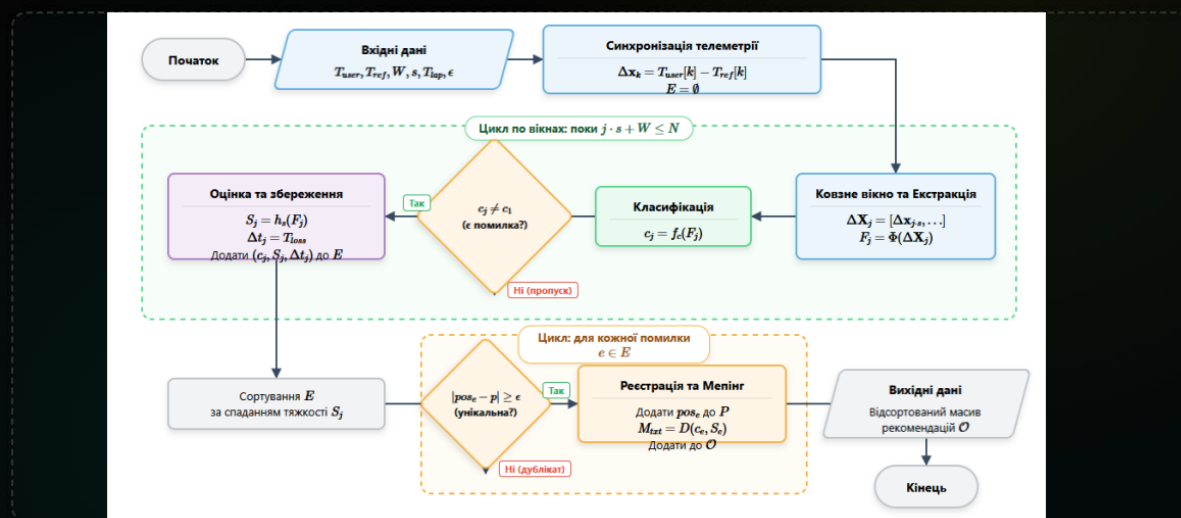 Початок
Вхідні дані
T_user, T_ref, W, s, T_lap, ϵ
Синхронізація телеметрії
Δx_k = T_user[k] − T_ref[k]
E = ∅
Цикл по вікнах: поки j · s + W ≤ N
Оцінка та збереження
S_j = h_s(F_j)
Δt_j = T_loss
Додати (c_j, S_j, Δt_j) до E
Так
c_j ≠ c_1
(є помилка?)
Ні (пропуск)
Класифікація
c_j = f_c(F_j)
Ковзне вікно та Екстракція
ΔX_j = [Δx_{j·s}, …]
F_j = Φ(ΔX_j)
Сортування E
за спаданням тяжкості S_j
Цикл: для кожної помилки
e ∈ E
|pos_e − p| ≥ ϵ
(унікальна?)
Так
Ні (дублікат)
Реєстрація та Мепінг
Додати pos_e до P
M_txt = D(c_e, S_e)
Додати до 𝒪
Вихідні дані
Відсортований масив
рекомендацій 𝒪
Кінець